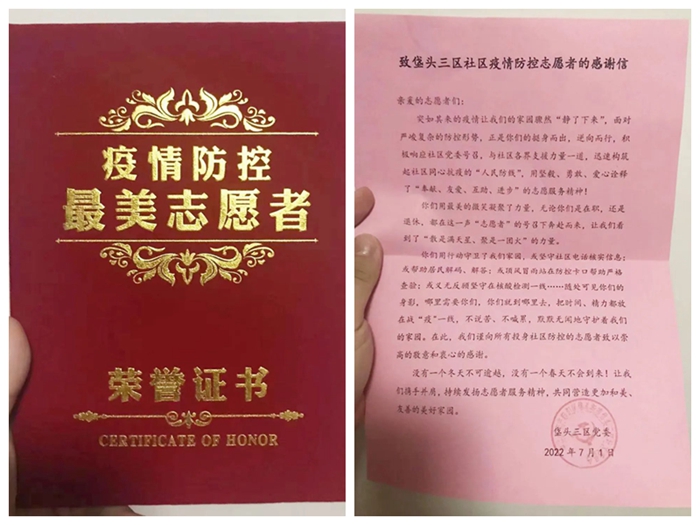 疫情防控
最美志愿者
荣誉证书
CERTIFICATE OF HONOR
致垡头三区社区疫情防控志愿者的感谢信
亲爱的志愿者们：
突如其来的疫情让我们的家园骤然“静了下来”，面对
严峻复杂的防控形势，正是你们的挺身而出，逆向而行，积
极响应社区党委号召，与社区各界支援力量一道，迅速构筑
起社区同心抗疫的“人民防线”，用坚毅、勇敢、爱心诠释
了“奉献、友爱、互助、进步”的志愿服务精神！
你们用最美的微笑凝聚了力量，无论你们是在职，还是
退休，都在这一声“志愿者”的号召下奔赴而来，让我们看
到了“散是满天星、聚是一团火”的力量。
你们用行动守卫了我们家园，或坚守社区电话核实信息；
或帮助居民解码、解答；或顶风冒雨站在防控卡口帮助严格
查验；或义无反顾坚守在核酸检测一线……随处可见你们的
身影，哪里需要你们，你们就到哪里去，把时间、精力都放
在战“疫”一线，不说苦、不喊累，默默无闻地守护着我们
的家园。在此，我们谨向所有投身社区防控的志愿者致以崇
高的敬意和衷心的感谢。
没有一个冬天不可逾越，没有一个春天不会到来！让我
们携手并肩，持续发扬志愿者服务精神，共同营造更加和美、
友善的美好家园。
垡头三区党委
2022年7月1日